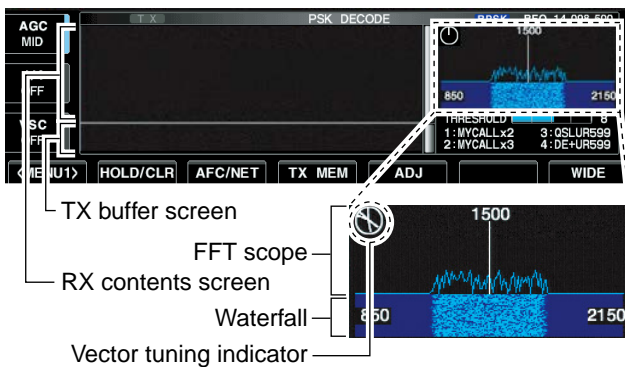 AGC
MID
TX
PSK DECODE
BPSK
1500
OFF
850
2150
THRESHOLD
8
1:MYCALLx2
3:QSLUR599
2:MYCALLx3
4:DE+UR599
<MENU1>
HOLD/CLR
AFC/NET
TX MEM
ADJ
WIDE
TX buffer screen
1500
FFT scope
RX contents screen
Waterfall
850
2150
Vector tuning indicator